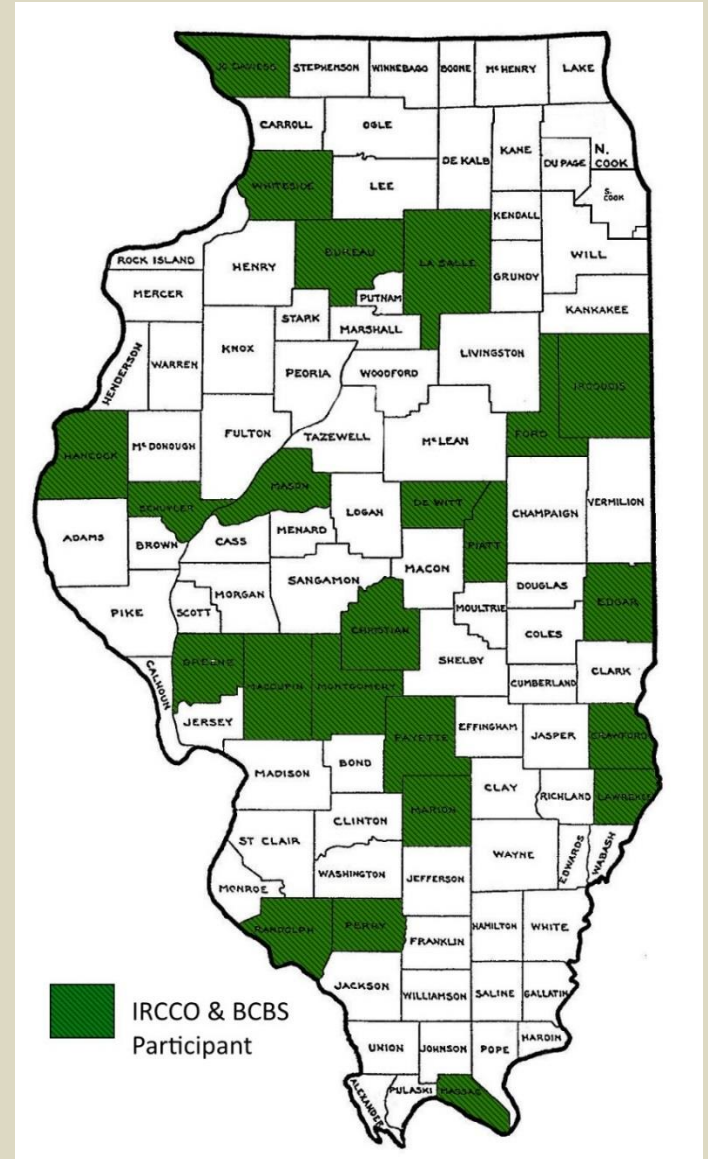 JO DAVIESS
STEPHENSON
WINNEBAGO
BOONE
McHENRY
LAKE
CARROLL
OGLE
DE KALB
KANE
DU PAGE
N.
COOK
S.
COOK
WHITESIDE
LEE
KENDALL
BUREAU
LA SALLE
GRUNDY
WILL
ROCK ISLAND
HENRY
MERCER
PUTNAM
KANKAKEE
STARK
MARSHALL
HENDERSON
WARREN
KNOX
PEORIA
WOODFORD
LIVINGSTON
IROQUOIS
HANCOCK
McDONOUGH
FULTON
TAZEWELL
McLEAN
FORD
SCHUYLER
MASON
LOGAN
DE WITT
PIATT
CHAMPAIGN
VERMILION
ADAMS
BROWN
CASS
MENARD
MACON
PIKE
SCOTT
MORGAN
SANGAMON
CHRISTIAN
MOULTRIE
DOUGLAS
EDGAR
COLES
CALHOUN
GREENE
MACOUPIN
MONTGOMERY
SHELBY
CUMBERLAND
CLARK
JERSEY
FAYETTE
EFFINGHAM
JASPER
CRAWFORD
MADISON
BOND
MARION
CLAY
RICHLAND
LAWRENCE
CLINTON
ST CLAIR
WASHINGTON
JEFFERSON
WAYNE
EDWARDS
WABASH
MONROE
RANDOLPH
PERRY
FRANKLIN
HAMILTON
WHITE
JACKSON
WILLIAMSON
SALINE
GALLATIN
UNION
JOHNSON
POPE
HARDIN
ALEXANDER
PULASKI
MASSAC
IRCCO & BCBS
Participant